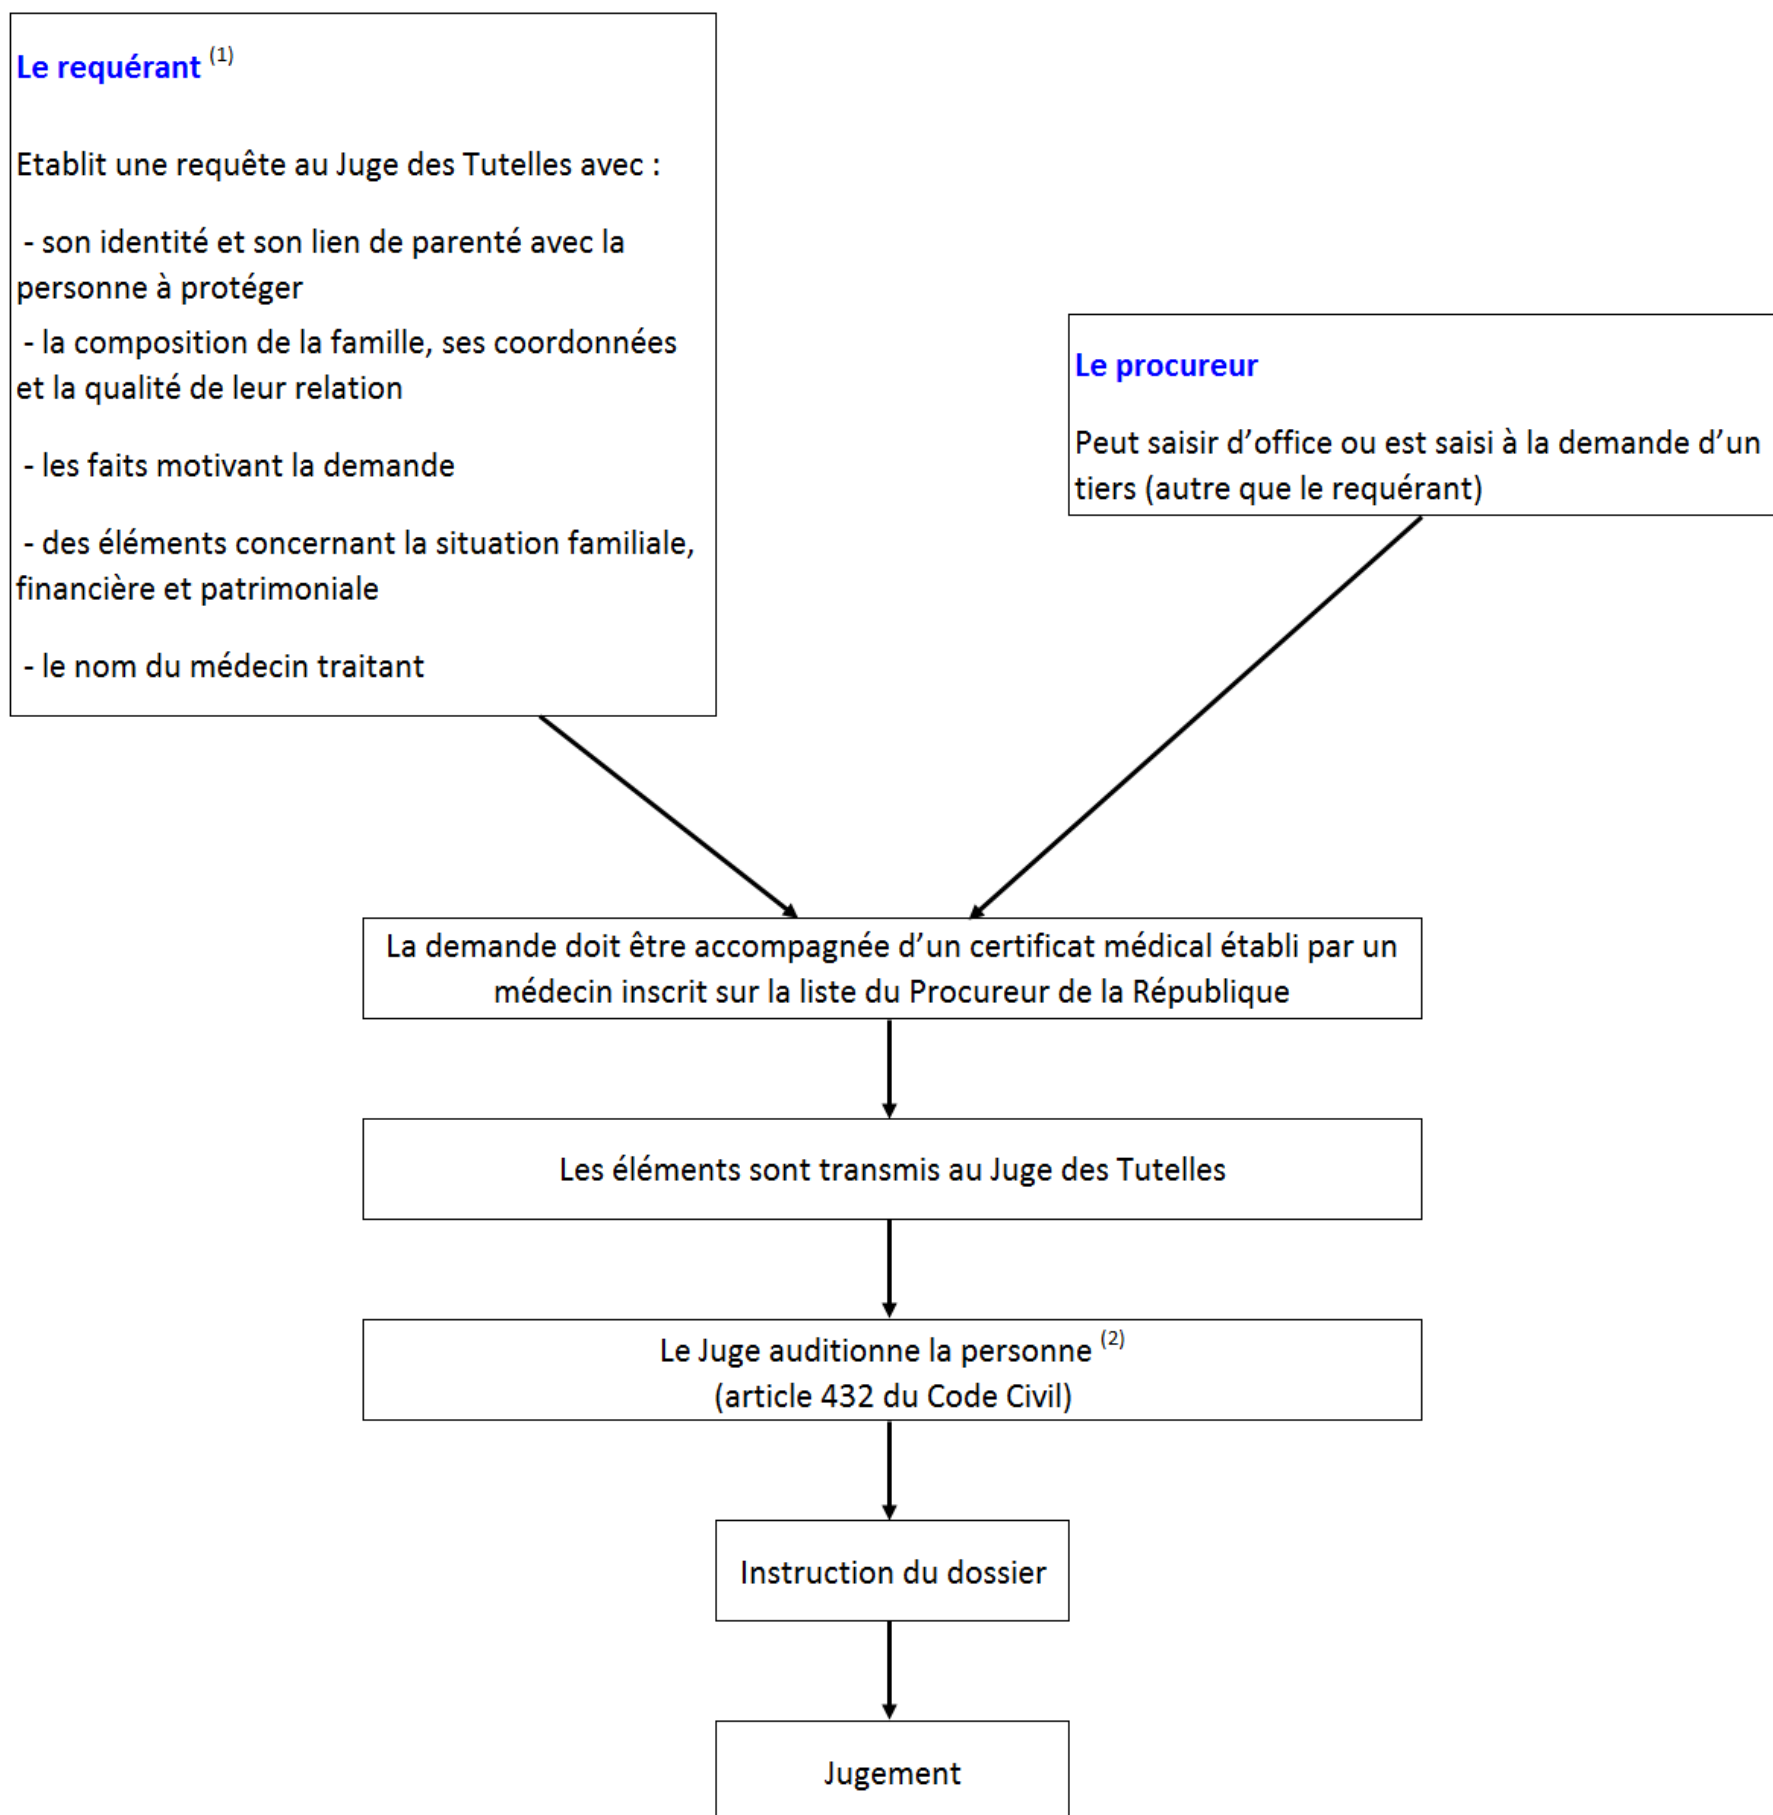 Le requérant (1)
Etablit une requête au Juge des Tutelles avec :
- son identité et son lien de parenté avec la
personne à protéger
- la composition de la famille, ses coordonnées
et la qualité de leur relation
- les faits motivant la demande
- des éléments concernant la situation familiale,
financière et patrimoniale
- le nom du médecin traitant
Le procureur
Peut saisir d’office ou est saisi à la demande d’un
tiers (autre que le requérant)
La demande doit être accompagnée d’un certificat médical établi par un
médecin inscrit sur la liste du Procureur de la République
Les éléments sont transmis au Juge des Tutelles
Le Juge auditionne la personne (2)
(article 432 du Code Civil)
Instruction du dossier
Jugement